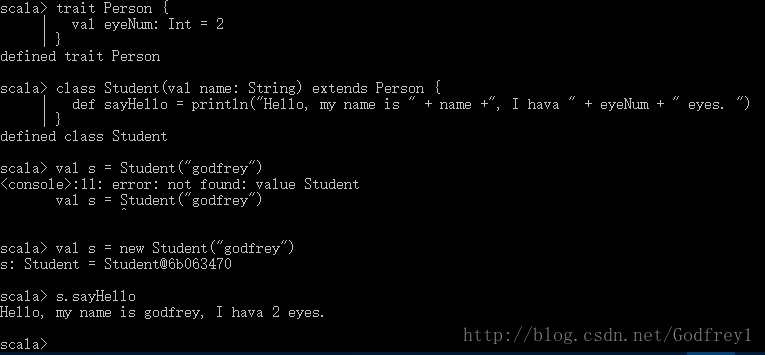 scala> trait Person {
     |   val eyeNum: Int = 2
     | }
defined trait Person
scala> class Student(val name: String) extends Person {
     |   def sayHello = println("Hello, my name is " + name +", I hava " + eyeNum + " eyes. ")
     | }
defined class Student
scala> val s = Student("godfrey")
<console>:11: error: not found: value Student
       val s = Student("godfrey")
               ^
scala> val s = new Student("godfrey")
s: Student = Student@6b063470
scala> s.sayHello
Hello, my name is godfrey, I hava 2 eyes.
scala>
http://blog.csdn.net/Godfrey1